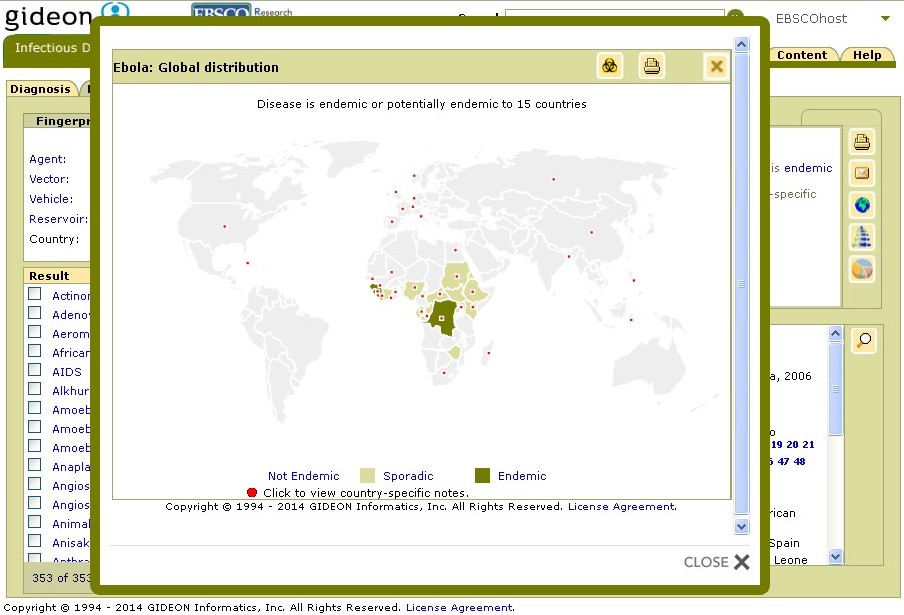 gideon
EBSCO Research
EBSCOhost
Infectious D
Content
Help
Diagnosis
Fingerpr
Agent:
Vector:
Vehicle:
Reservoir:
Country:
Result
Actinor
Adeno
Aerom
African
AIDS
Alkhur
Amoeb
Amoeb
Amoeb
Anapla
Angios
Angios
Animal
Anisak
353 of 353
Ebola: Global distribution
Disease is endemic or potentially endemic to 15 countries
Not Endemic Sporadic Endemic
Click to view country-specific notes.
Copyright © 1994 - 2014 GIDEON Informatics, Inc. All Rights Reserved. License Agreement.
CLOSE
is endemic
-specific
a, 2006
o
19 20 21
46 47 48
rican
Spain
Leone
Copyright © 1994 - 2014 GIDEON Informatics, Inc. All Rights Reserved. License Agreement.